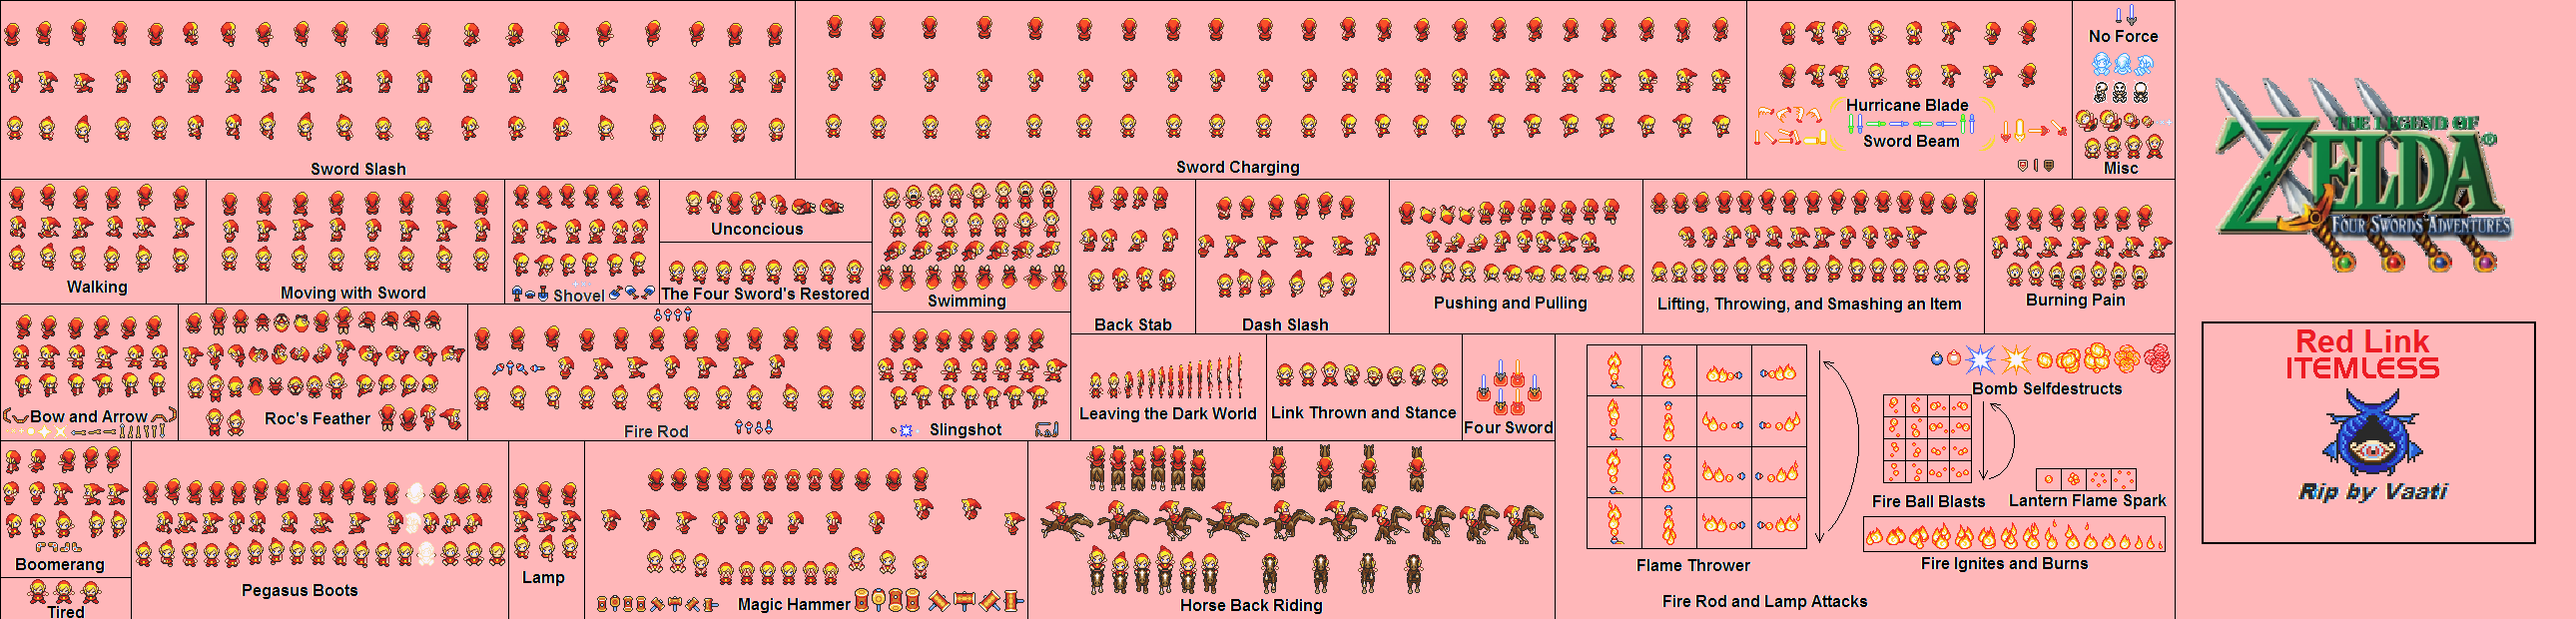 Sword Slash
Sword Charging
Hurricane Blade
Sword Beam
No Force
Misc
THE LEGEND OF
ZELDA®
FOUR SWORDS ADVENTURES
Walking
Moving with Sword
Shovel
Unconcious
The Four Sword's Restored
Swimming
Back Stab
Dash Slash
Pushing and Pulling
Lifting, Throwing, and Smashing an Item
Burning Pain
Bow and Arrow
Roc's Feather
Fire Rod
Slingshot
Leaving the Dark World
Link Thrown and Stance
Four Sword
Bomb Selfdestructs
Fire Ball Blasts
Lantern Flame Spark
Fire Ignites and Burns
Flame Thrower
Fire Rod and Lamp Attacks
Boomerang
Tired
Pegasus Boots
Lamp
Magic Hammer
Horse Back Riding
Red Link
ITEMLESS
Rip by Vaati